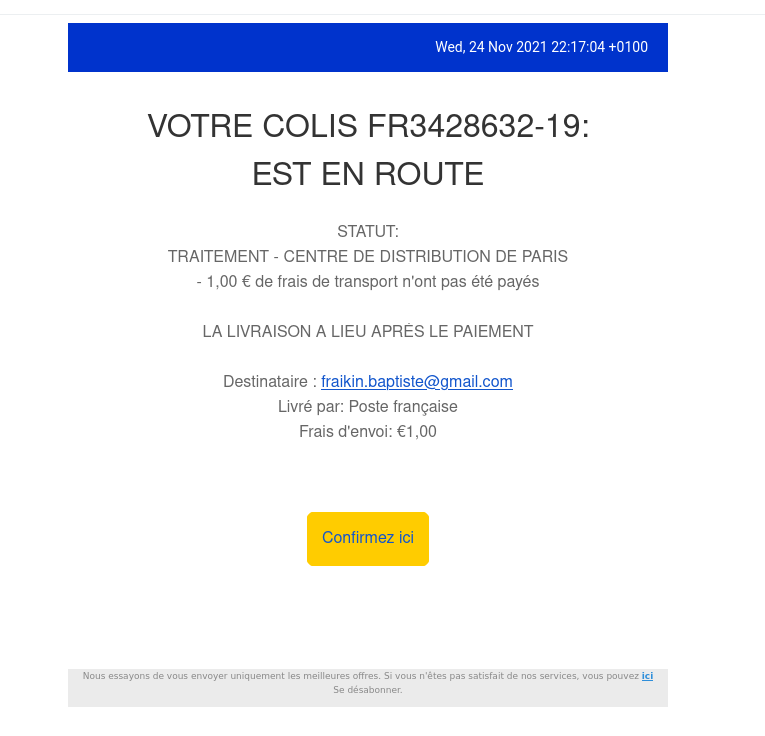 Wed, 24 Nov 2021 22:17:04 +0100
VOTRE COLIS FR3428632-19:
EST EN ROUTE
STATUT:
TRAITEMENT - CENTRE DE DISTRIBUTION DE PARIS
- 1,00 € de frais de transport n'ont pas été payés
LA LIVRAISON A LIEU APRÈS LE PAIEMENT
Destinataire : fraikin.baptiste@gmail.com
Livré par: Poste française
Frais d'envoi: €1,00
Confirmez ici
Nous essayons de vous envoyer uniquement les meilleures offres. Si vous n'êtes pas satisfait de nos services, vous pouvez ici
Se désabonner.